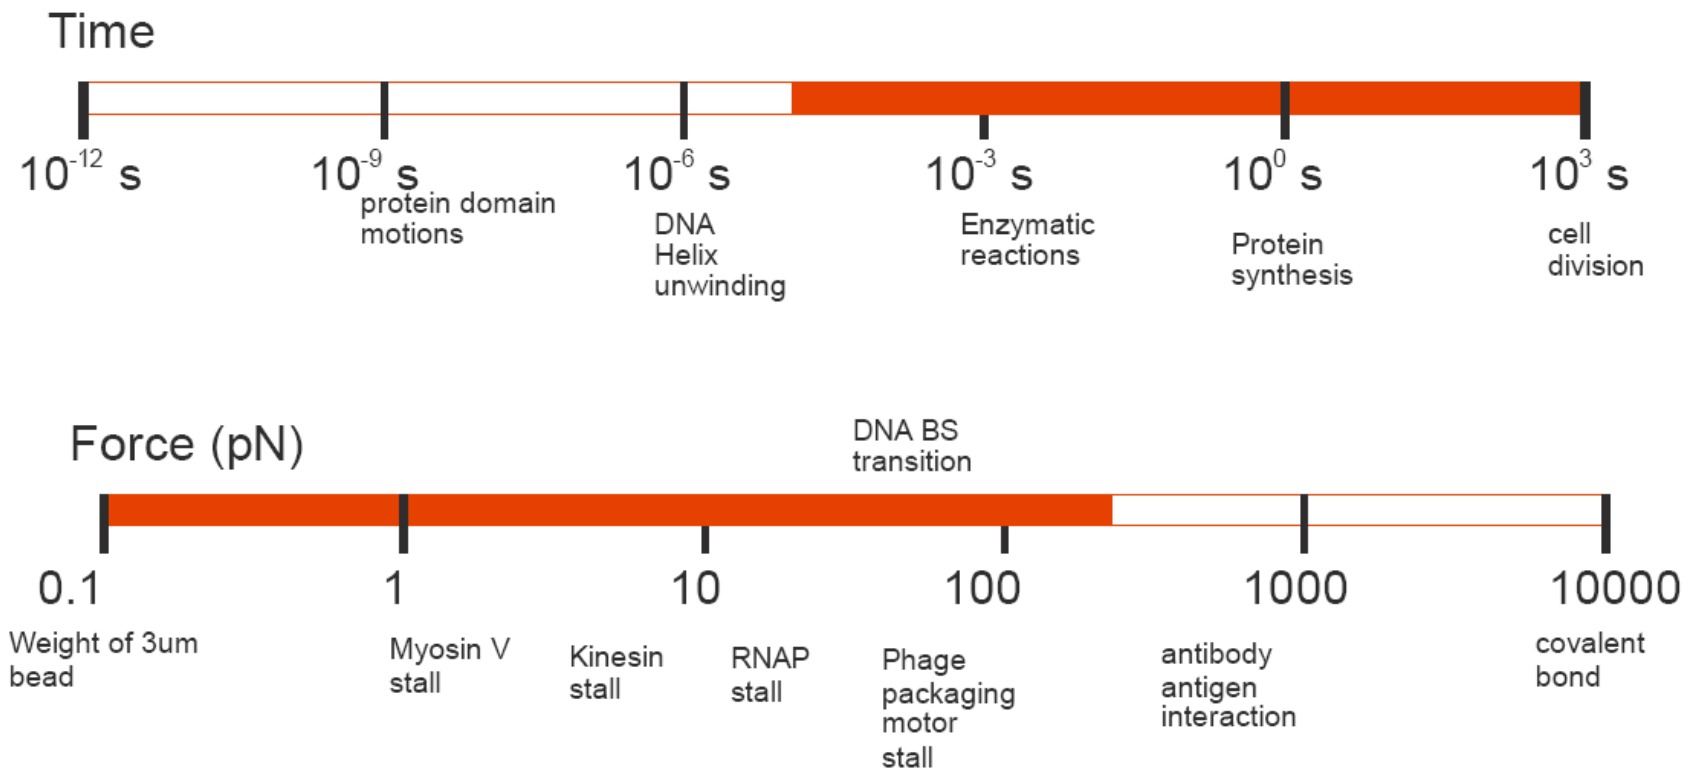 Time
10⁻¹² s
10⁻⁹ s
10⁻⁶ s
10⁻³ s
10⁰ s
10³ s
protein domain
motions
DNA
Helix
unwinding
Enzymatic
reactions
Protein
synthesis
cell
division
Force (pN)
DNA BS
transition
0.1
1
10
100
1000
10000
Weight of 3um
bead
Myosin V
stall
Kinesin
stall
RNAP
stall
Phage
packaging
motor
stall
antibody
antigen
interaction
covalent
bond